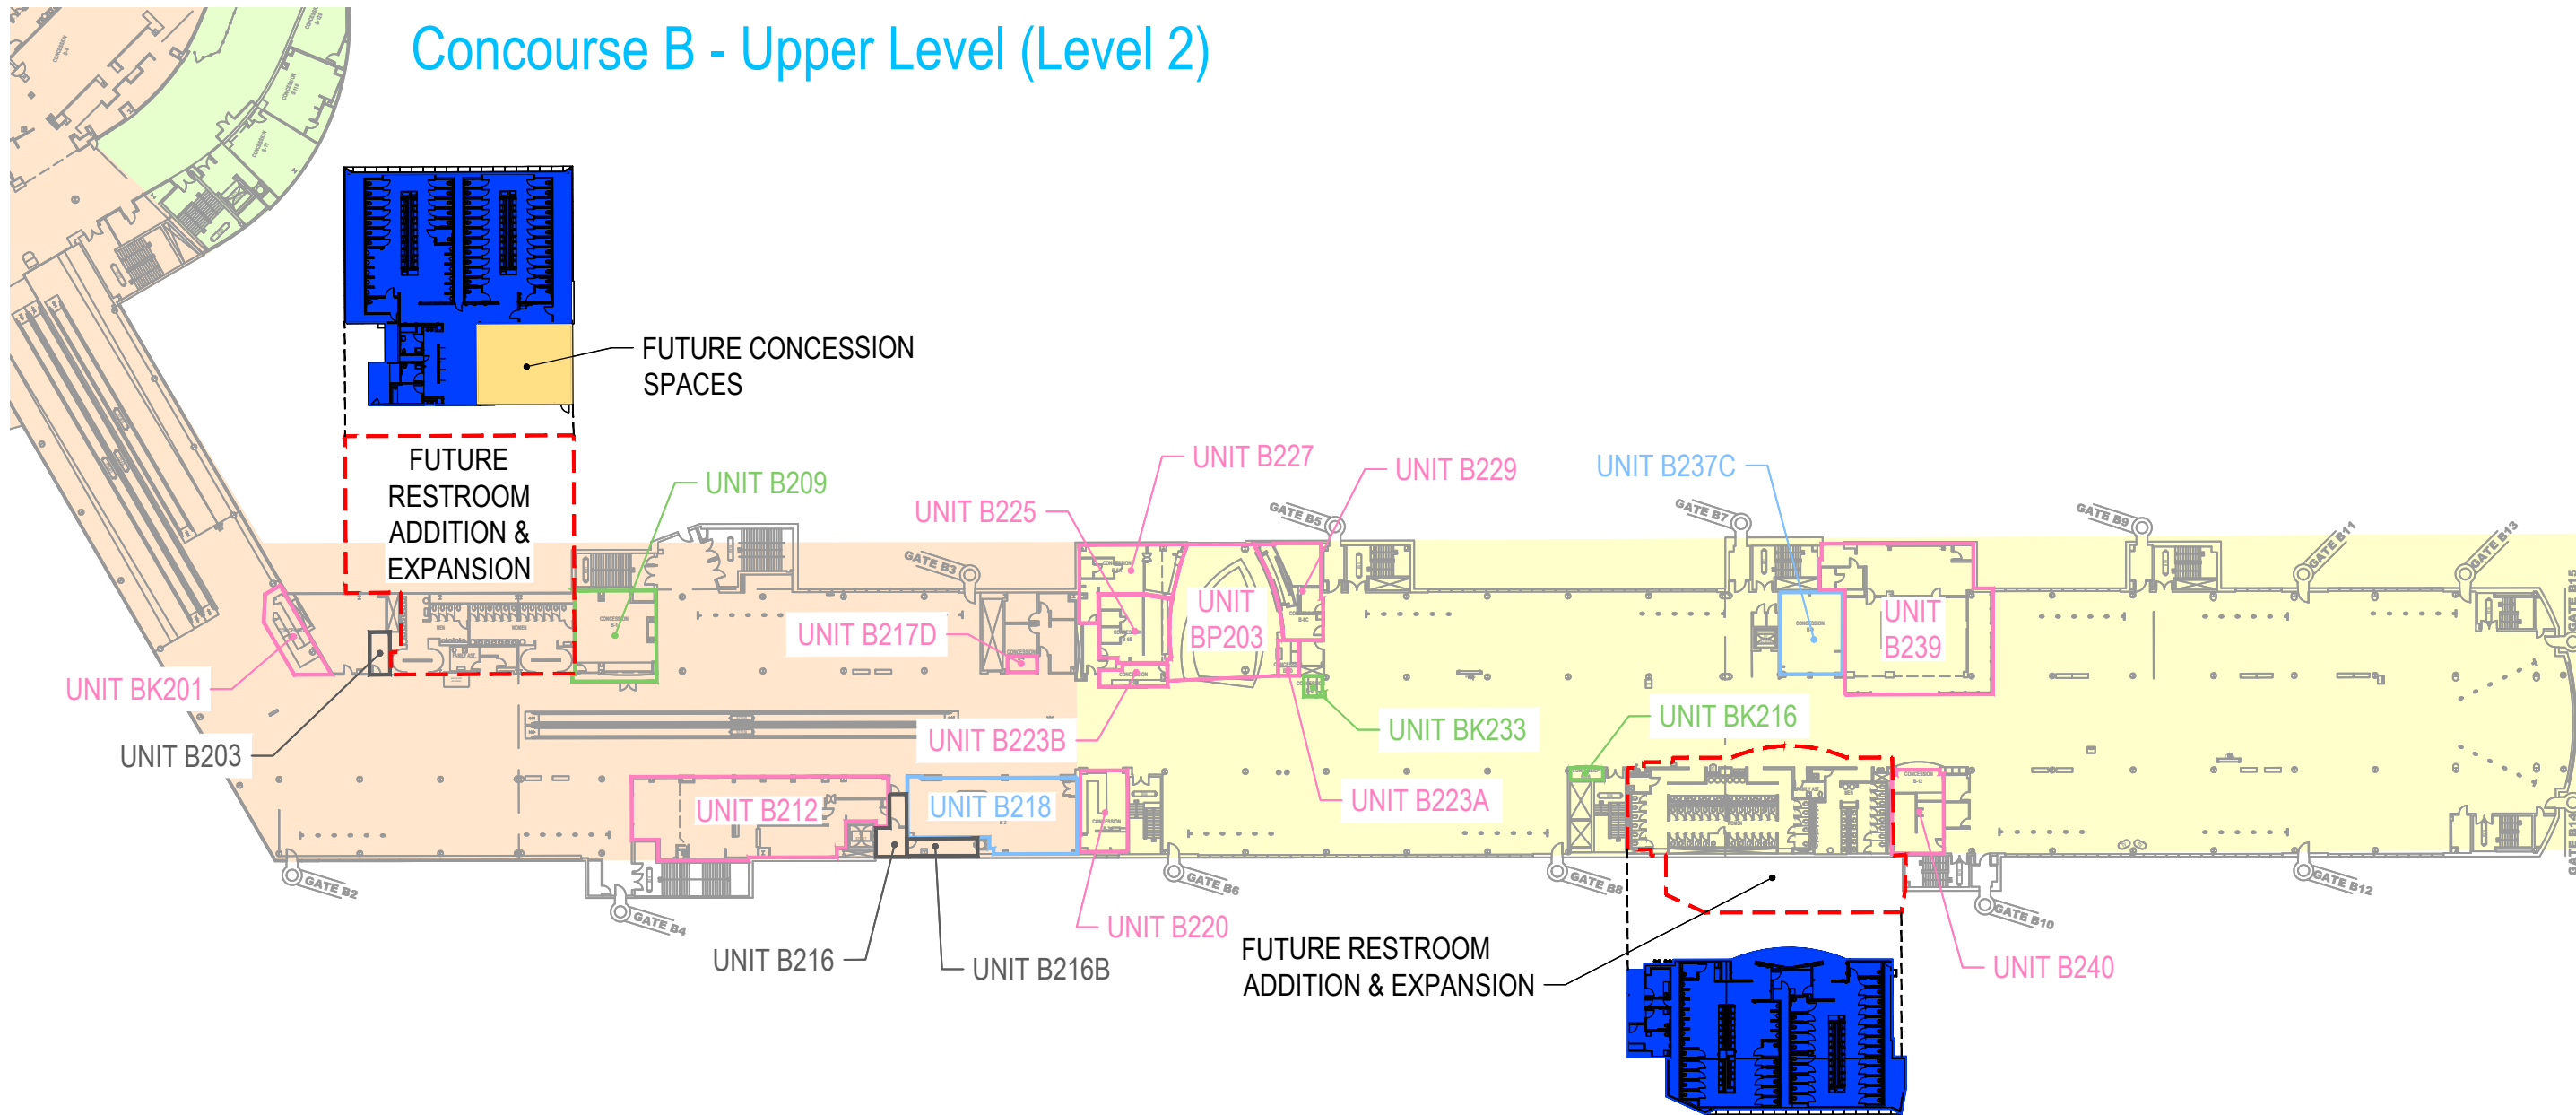 Concourse B - Upper Level (Level 2)
FUTURE CONCESSION
SPACES
FUTURE
RESTROOM
ADDITION &
EXPANSION
UNIT B209
UNIT B227
UNIT B229
UNIT B225
UNIT B237C
GATE B3
GATE B5
GATE B7
GATE B9
GATE B11
GATE B13
GATE B15
UNIT
BP203
UNIT B217D
UNIT
B239
UNIT BK201
UNIT B203
UNIT B223B
UNIT BK233
UNIT BK216
UNIT B212
UNIT B218
UNIT B223A
GATE B2
GATE B4
GATE B6
GATE B8
GATE B10
GATE B12
GATE B14
UNIT B220
UNIT B216
UNIT B216B
FUTURE RESTROOM
ADDITION & EXPANSION
UNIT B240